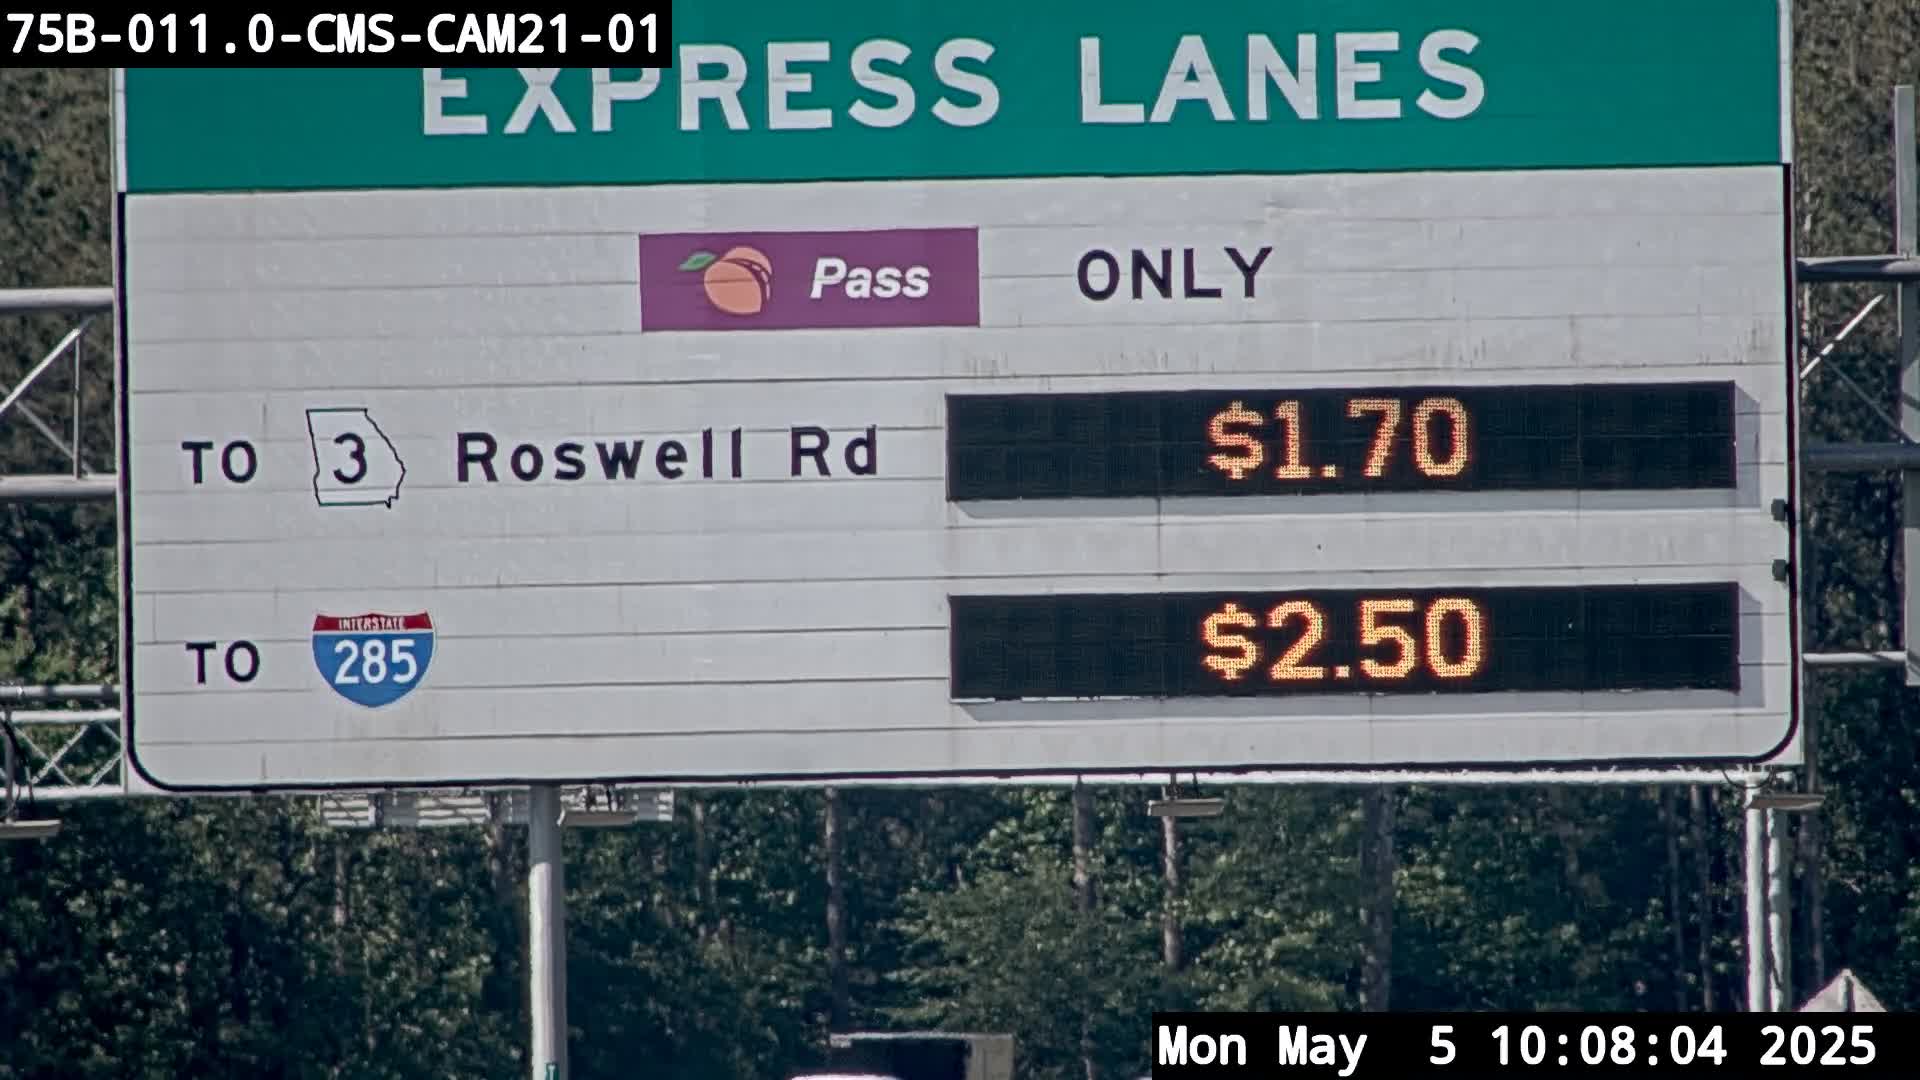 75B-011.0-CMS-CAM21-01
EXPRESS LANES
Pass ONLY
TO 3 Roswell Rd $1.70
INTERSTATE
TO 285 $2.50
Mon May 5 10:08:04 2025